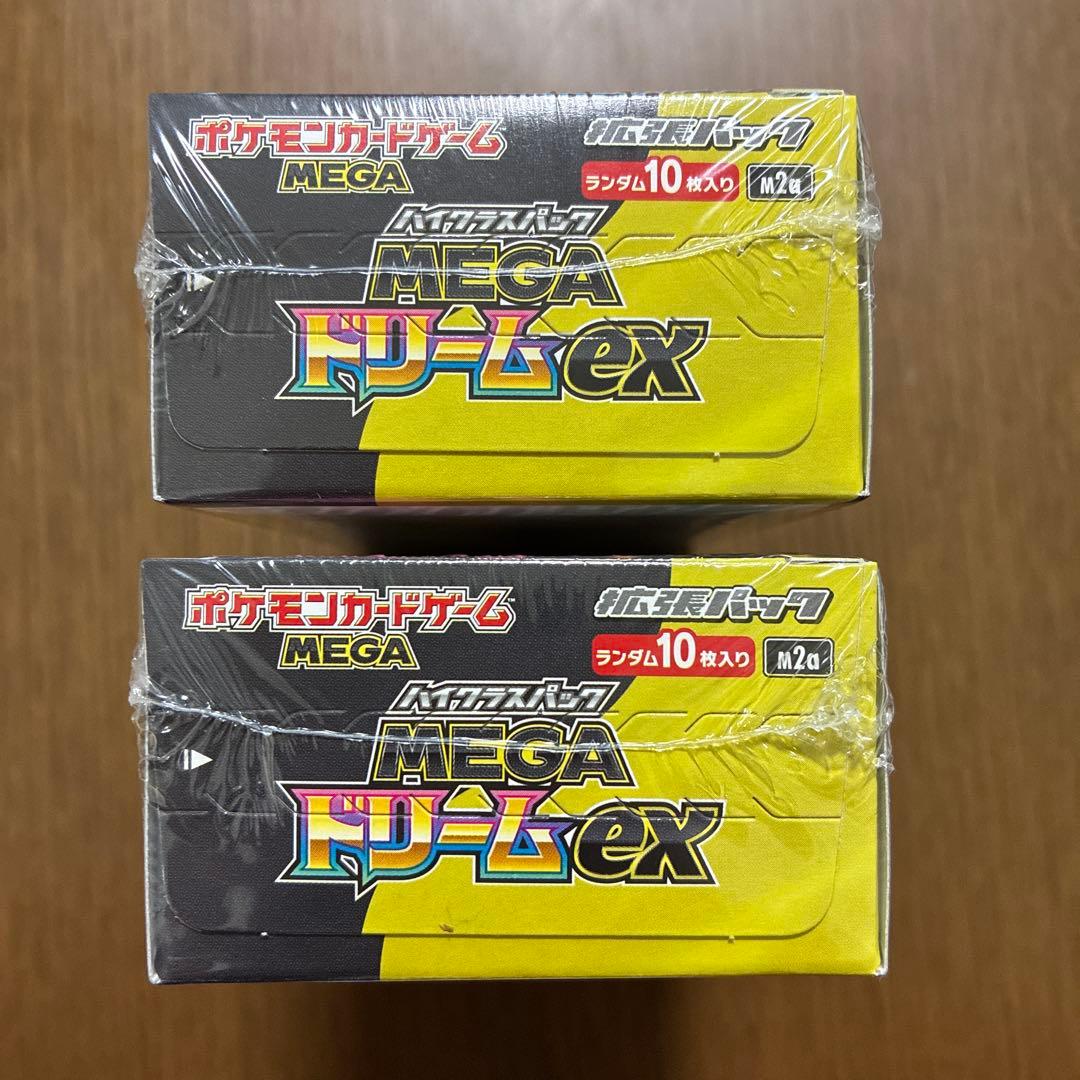 ポケモンカードゲーム
MEGA
拡張パック
ランダム10枚入り M2a
ハイクラスパック
MEGA
ドリームex
ポケモンカードゲーム
MEGA
拡張パック
ランダム10枚入り M2a
ハイクラスパック
MEGA
ドリームex